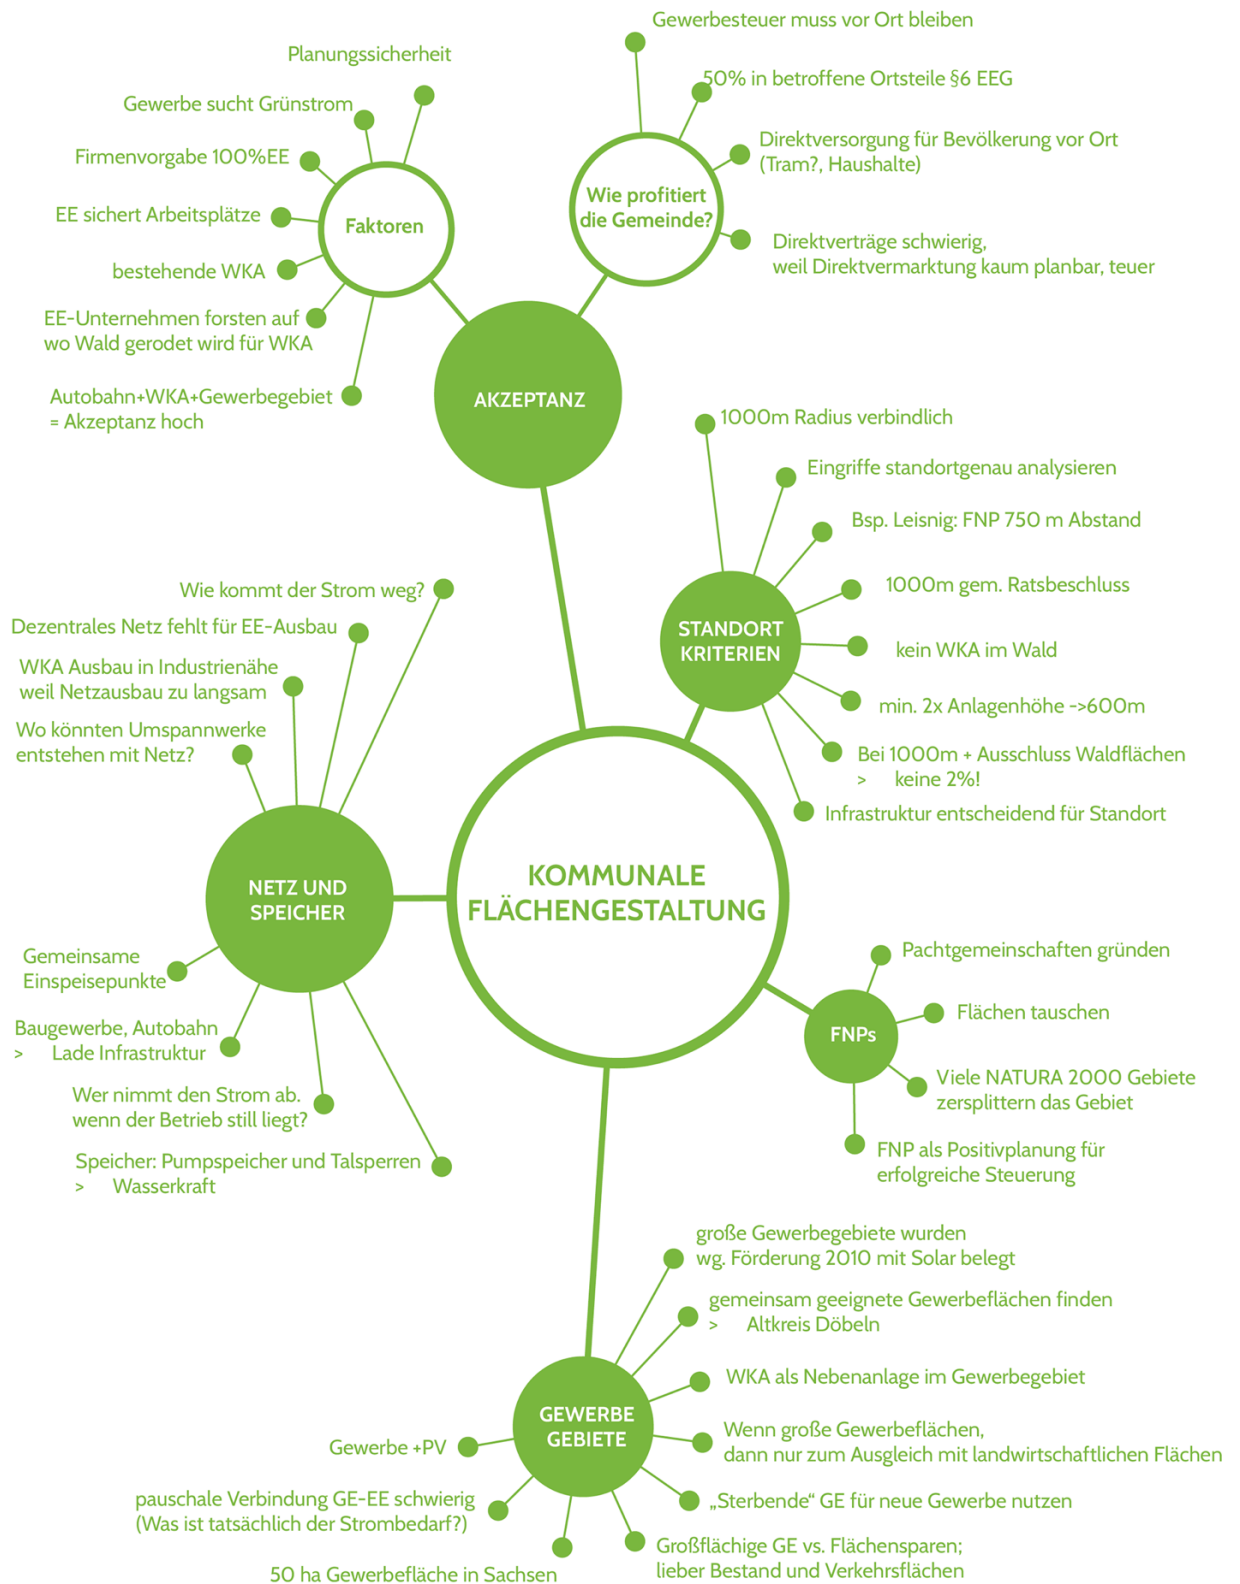 Gewerbesteuer muss vor Ort bleiben
50% in betroffene Ortsteile §6 EEG
Direktversorgung für Bevölkerung vor Ort
(Tram?, Haushalte)
Direktverträge schwierig,
weil Direktvermarktung kaum planbar, teuer
Wie profitiert
die Gemeinde?
Planungssicherheit
Gewerbe sucht Grünstrom
Firmenvorgabe 100%EE
EE sichert Arbeitsplätze
bestehende WKA
EE-Unternehmen forsten auf
wo Wald gerodet wird für WKA
Autobahn+WKA+Gewerbegebiet
= Akzeptanz hoch
Faktoren
AKZEPTANZ
1000m Radius verbindlich
Eingriffe standortgenau analysieren
Bsp. Leisnig: FNP 750 m Abstand
1000m gem. Ratsbeschluss
kein WKA im Wald
min. 2x Anlagenhöhe ->600m
Bei 1000m + Ausschluss Waldflächen
> keine 2%!
Infrastruktur entscheidend für Standort
STANDORT
KRITERIEN
Wie kommt der Strom weg?
Dezentrales Netz fehlt für EE-Ausbau
WKA Ausbau in Industrienähe
weil Netzausbau zu langsam
Wo könnten Umspannwerke
entstehen mit Netz?
NETZ UND
SPEICHER
Gemeinsame
Einspeisepunkte
Baugewerbe, Autobahn
> Lade Infrastruktur
Wer nimmt den Strom ab.
wenn der Betrieb still liegt?
Speicher: Pumpspeicher und Talsperren
> Wasserkraft
KOMMUNALE
FLÄCHENGESTALTUNG
Pachtgemeinschaften gründen
Flächen tauschen
Viele NATURA 2000 Gebiete
zersplittern das Gebiet
FNP als Positivplanung für
erfolgreiche Steuerung
FNPs
große Gewerbegebiete wurden
wg. Förderung 2010 mit Solar belegt
gemeinsam geeignete Gewerbeflächen finden
> Altkreis Döbeln
WKA als Nebenanlage im Gewerbegebiet
Wenn große Gewerbeflächen,
dann nur zum Ausgleich mit landwirtschaftlichen Flächen
„Sterbende“ GE für neue Gewerbe nutzen
Großflächige GE vs. Flächensparen;
lieber Bestand und Verkehrsflächen
GEWERBE
GEBIETE
Gewerbe +PV
pauschale Verbindung GE-EE schwierig
(Was ist tatsächlich der Strombedarf?)
50 ha Gewerbefläche in Sachsen